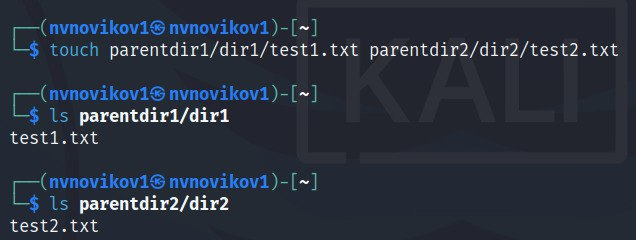 ┌──(nvnovikov1㉿ nvnovikov1)-[~]
└─$ touch parentdir1/dir1/test1.txt parentdir2/dir2/test2.txt
┌──(nvnovikov1㉿ nvnovikov1)-[~]
└─$ ls parentdir1/dir1
test1.txt
┌──(nvnovikov1㉿ nvnovikov1)-[~]
└─$ ls parentdir2/dir2
test2.txt
KALI